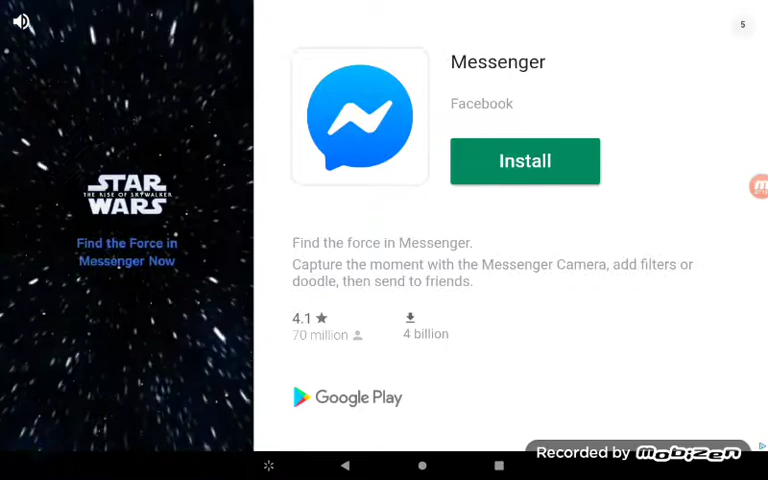 5
STAR
THE RISE OF SKYWALKER
WARS
Find the Force in
Messenger Now
Messenger
Facebook
Install
Find the force in Messenger.
Capture the moment with the Messenger Camera, add filters or
doodle, then send to friends.
4.1 ★
70 million
4 billion
Google Play
Recorded by mobizen